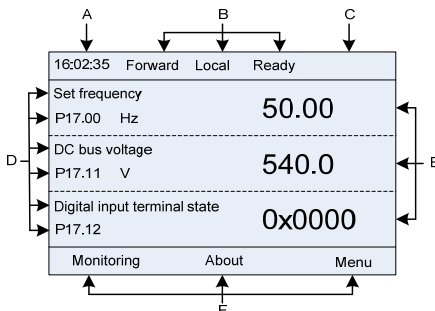 A B C
16:02:35 Forward Local Ready
Set frequency
P17.00 Hz 50.00
D
DC bus voltage
P17.11 V 540.0
Digital input terminal state
P17.12 0x0000
Monitoring About Menu